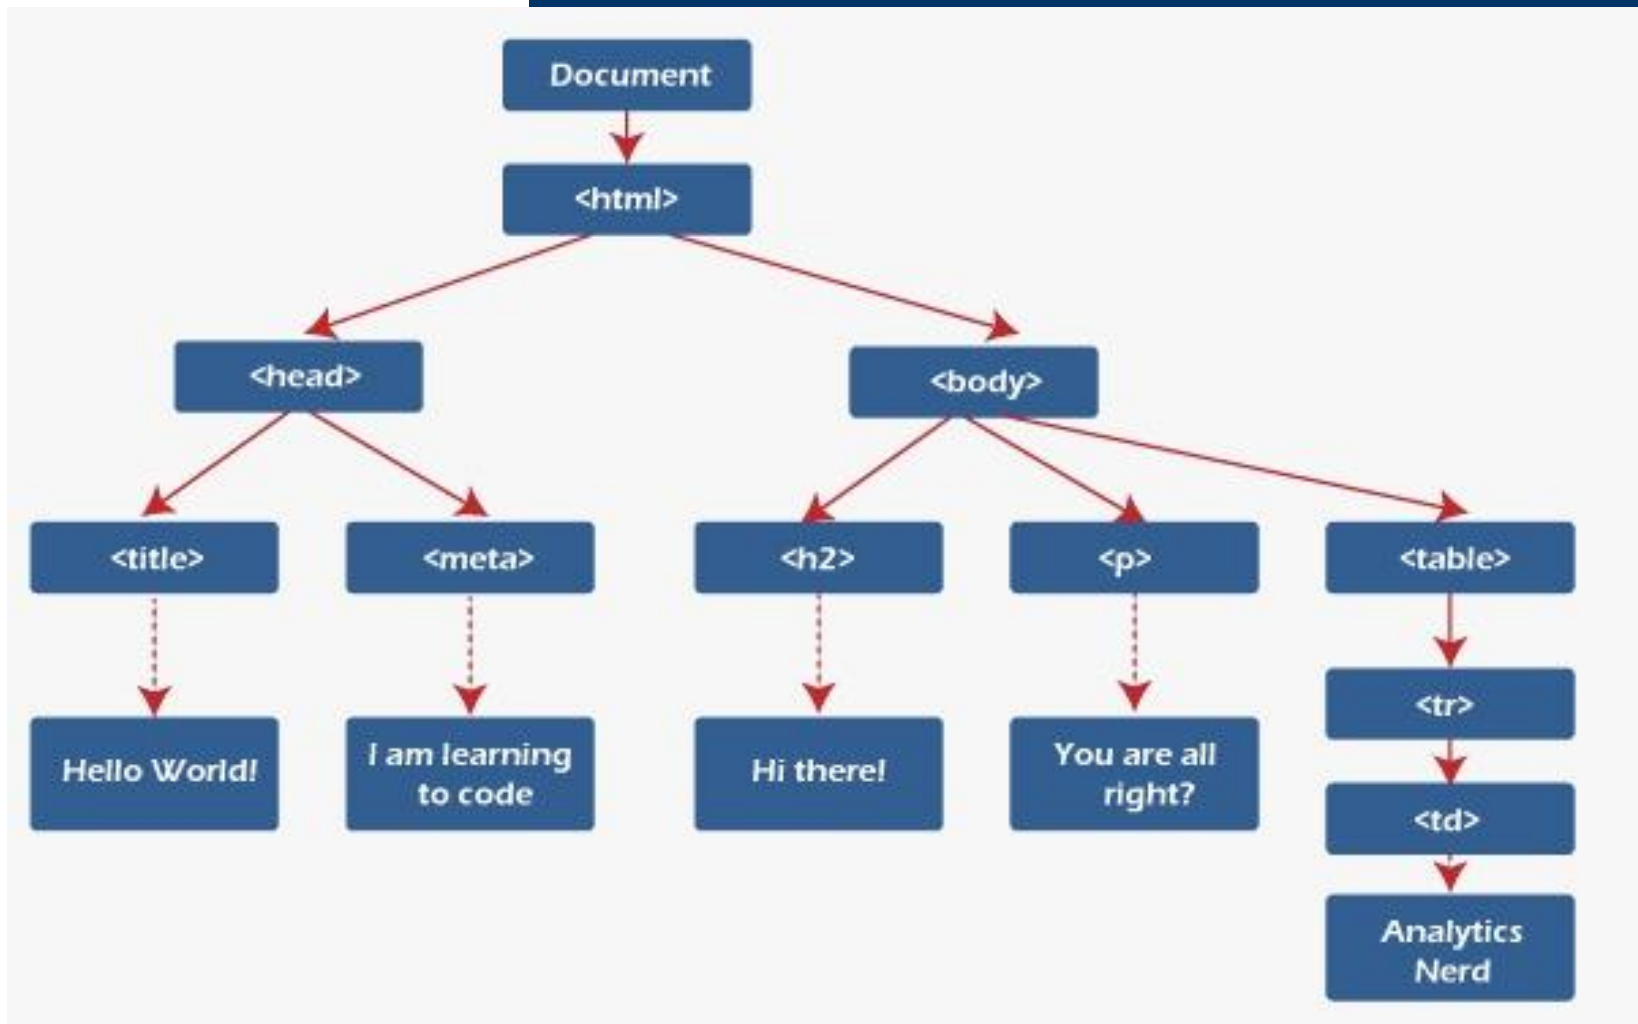 Document
<html>
<head>
<body>
<title>
<meta>
<h2>
<p>
<table>
<tr>
Hello World!
I am learning
to code
Hi there!
You are all
right?
<td>
Analytics
Nerd